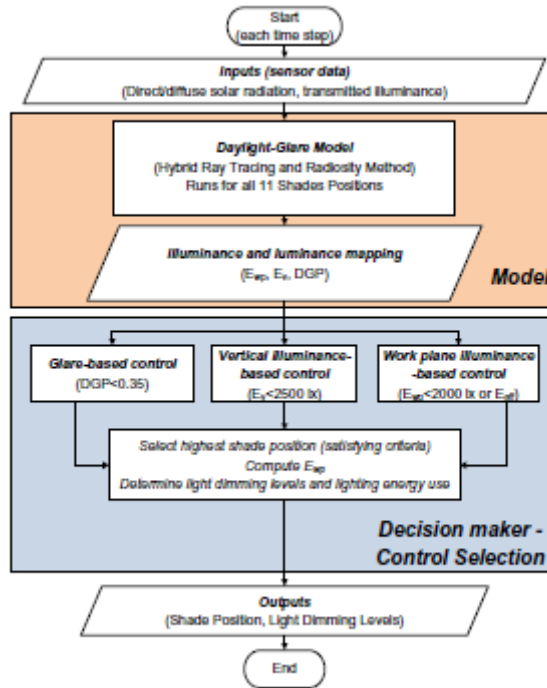 Start
(each time step)
Inputs (sensor data)
(Direct/diffuse solar radiation, transmitted illuminance)
Daylight-Glare Model
(Hybrid Ray Tracing and Radiosity Method)
Runs for all 11 Shades Positions
Illuminance and luminance mapping
(Ewp, Ev, DGP)
Model
Glare-based control
(DGP<0.35)
Vertical illuminance-
based control
(Ev<2500 lx)
Work plane illuminance
-based control
(Ewp<2000 lx or Eeff)
Select highest shade position (satisfying criteria)
Compute Ewp
Determine light dimming levels and lighting energy use
Decision maker -
Control Selection
Outputs
(Shade Position, Light Dimming Levels)
End